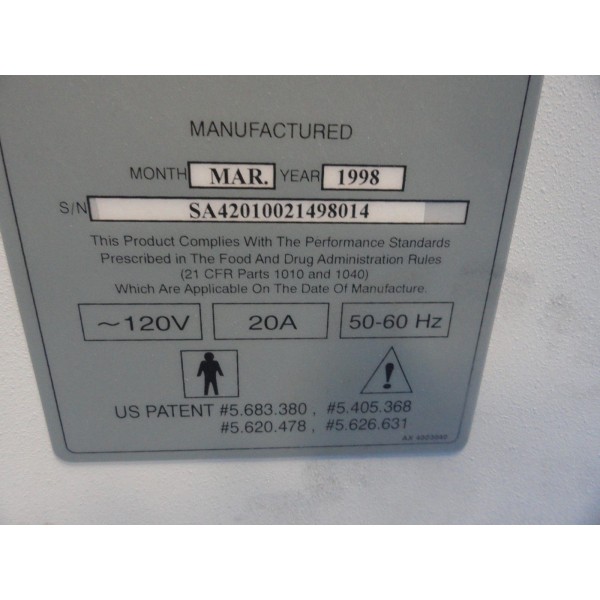 MANUFACTURED
MONTH MAR. YEAR 1998
S/N SA42010021498014
This Product Complies With The Performance Standards
Prescribed in The Food And Drug Administration Rules
(21 CFR Parts 1010 and 1040)
Which Are Applicable On The Date Of Manufacture.
~120V 20A 50-60 Hz
US PATENT #5.683.380 , #5.405.368
#5.620.478 , #5.626.631